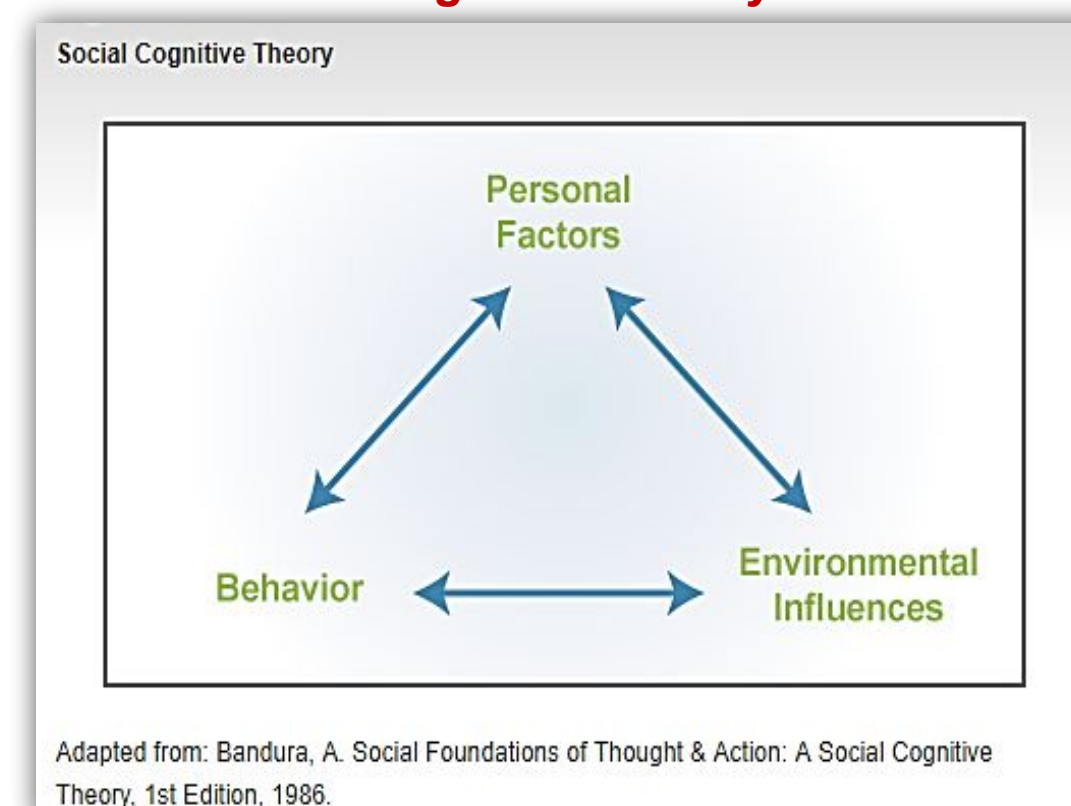 Social Cognitive Theory
Personal
Factors
Behavior
Environmental
Influences
Adapted from: Bandura, A. Social Foundations of Thought & Action: A Social Cognitive
Theory, 1st Edition, 1986.